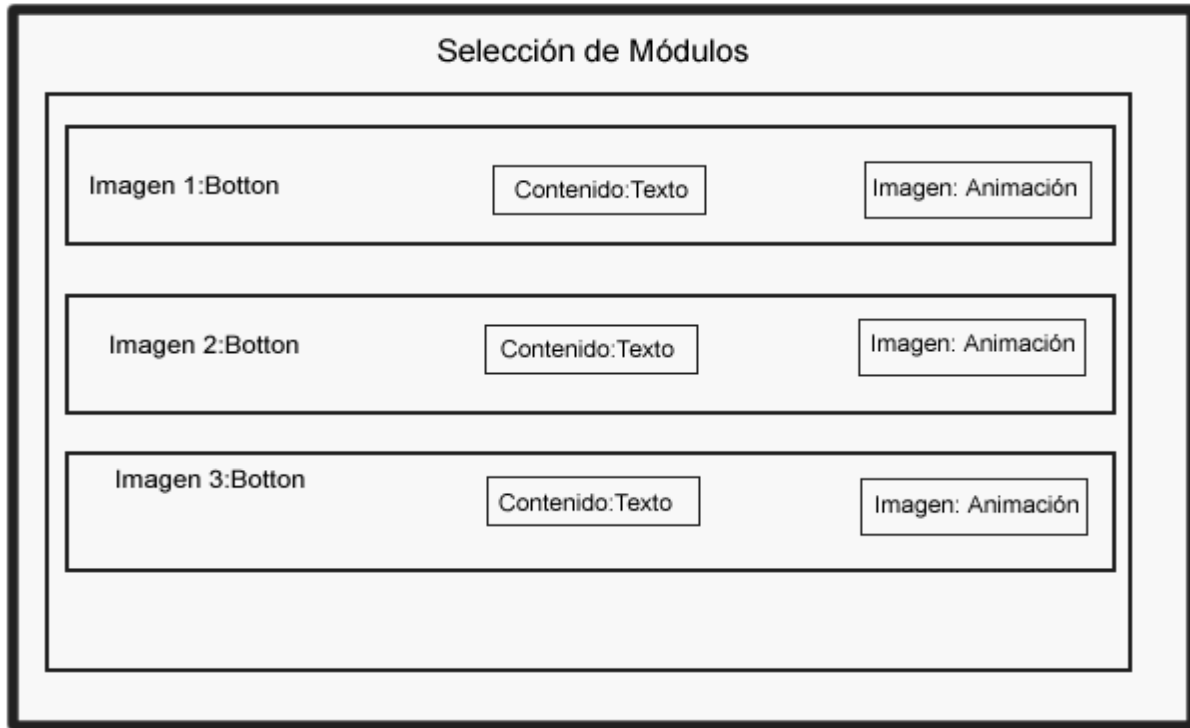 Selección de Módulos
Imagen 1:Botton
Contenido:Texto
Imagen: Animación
Imagen 2:Botton
Contenido:Texto
Imagen: Animación
Imagen 3:Botton
Contenido:Texto
Imagen: Animación